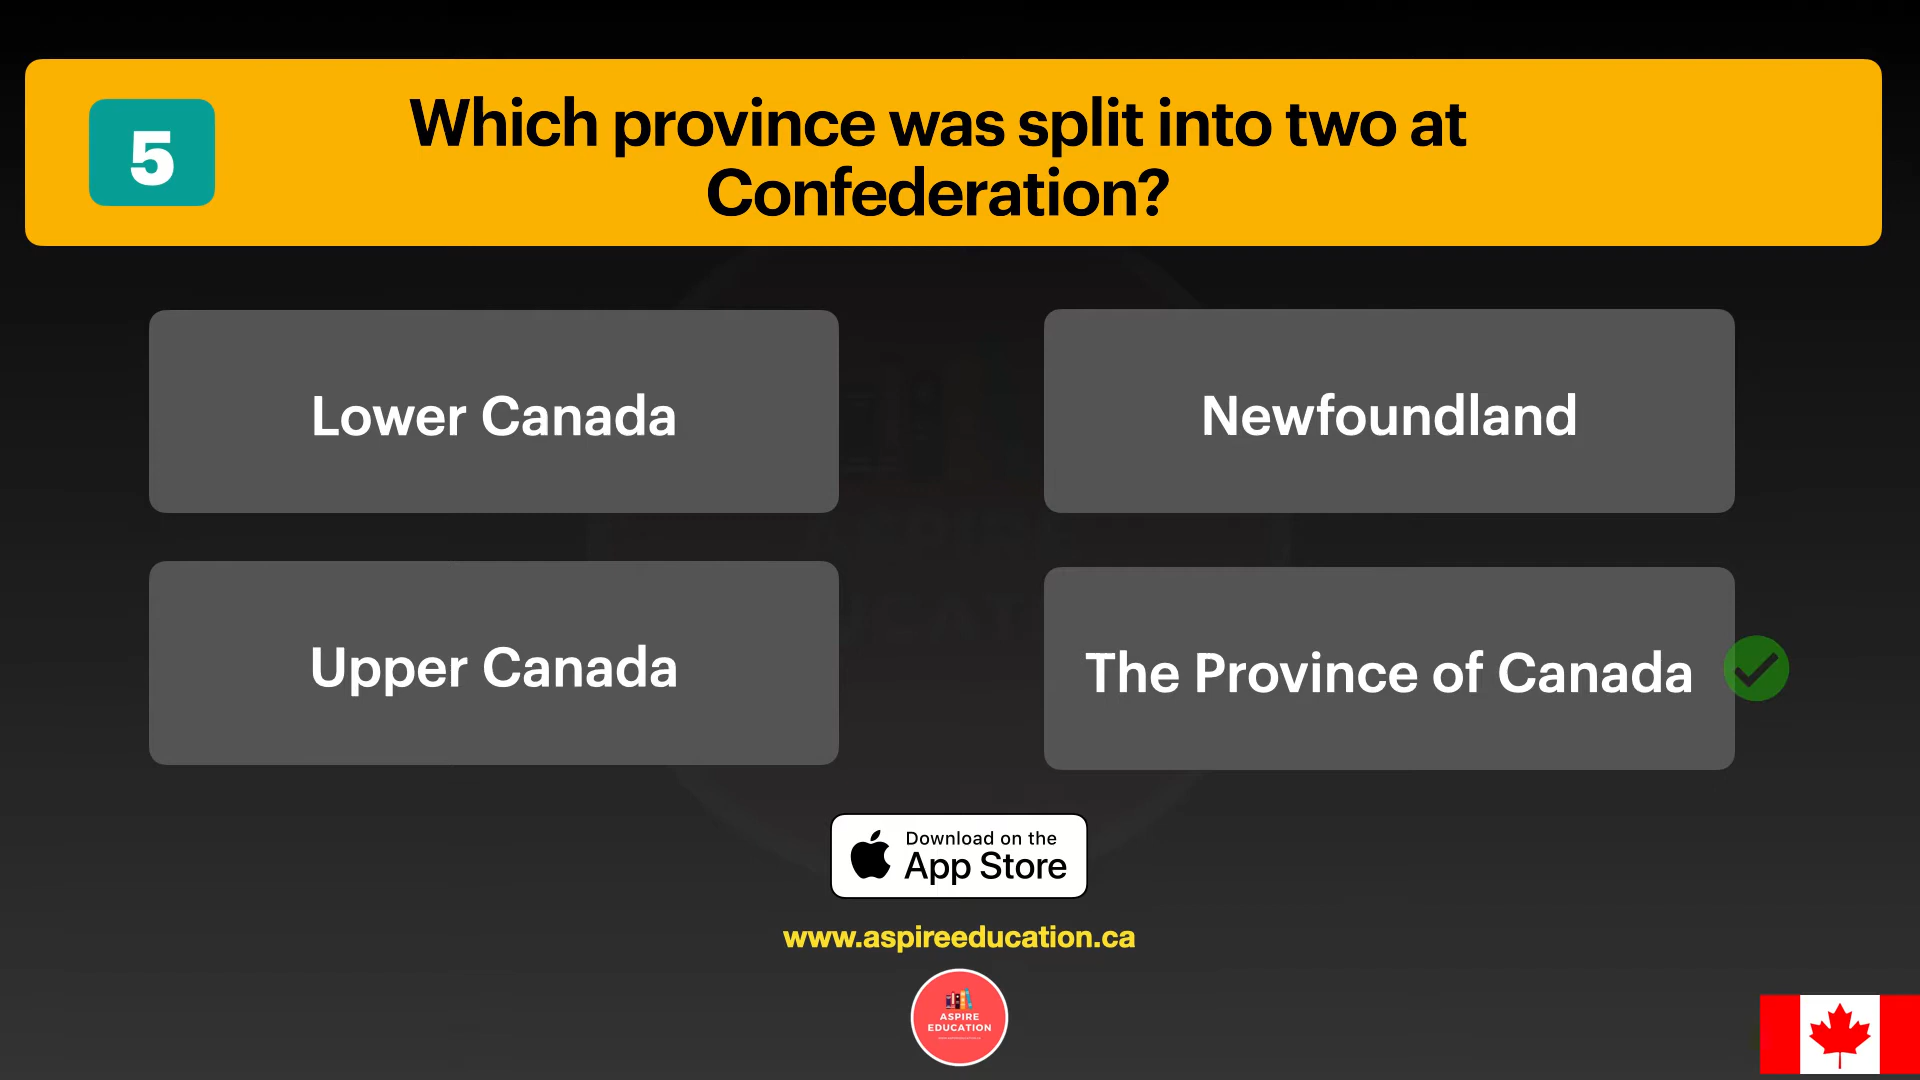 5
Which province was split into two at
Confederation?
Lower Canada
Newfoundland
Upper Canada
The Province of Canada
Download on the
App Store
www.aspireeducation.ca
ASPIRE
EDUCATION